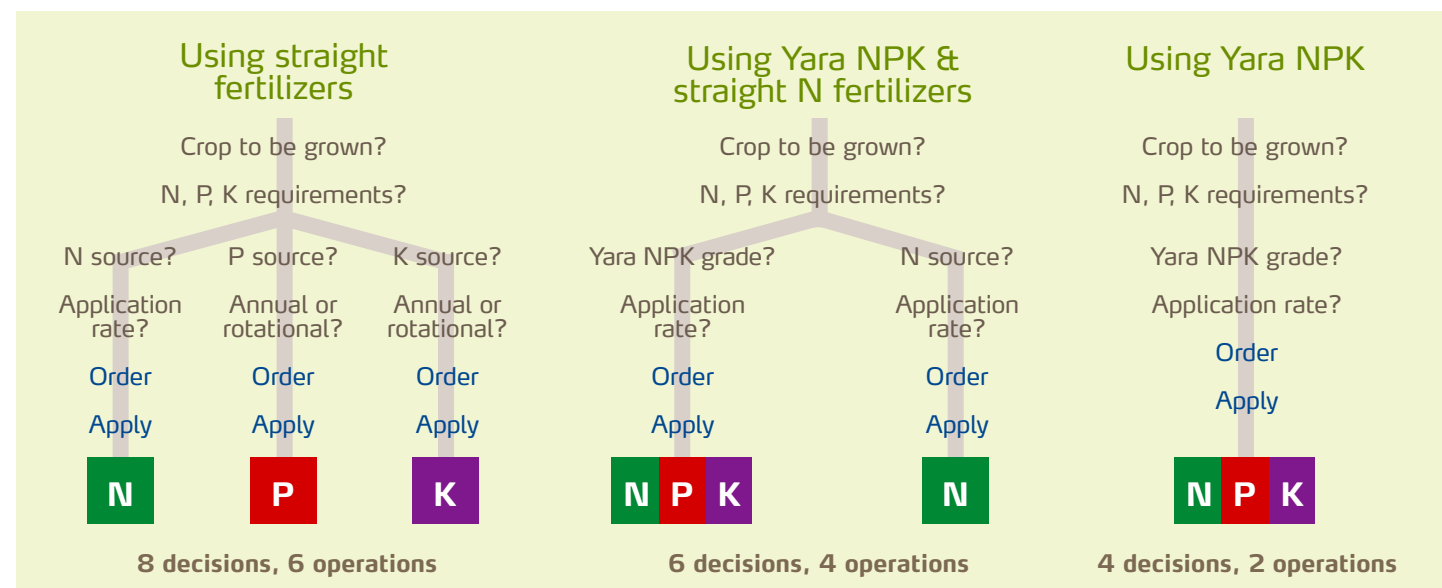 Using straight
fertilizers
Crop to be grown?
N, P, K requirements?
N source?
Application
rate?
Order
Apply
N
P source?
Annual or
rotational?
Order
Apply
P
K source?
Annual or
rotational?
Order
Apply
K
8 decisions, 6 operations
Using Yara NPK &
straight N fertilizers
Crop to be grown?
N, P, K requirements?
Yara NPK grade?
Application
rate?
Order
Apply
N P K
N source?
Application
rate?
Order
Apply
N
6 decisions, 4 operations
Using Yara NPK
Crop to be grown?
N, P, K requirements?
Yara NPK grade?
Application rate?
Order
Apply
N P K
4 decisions, 2 operations